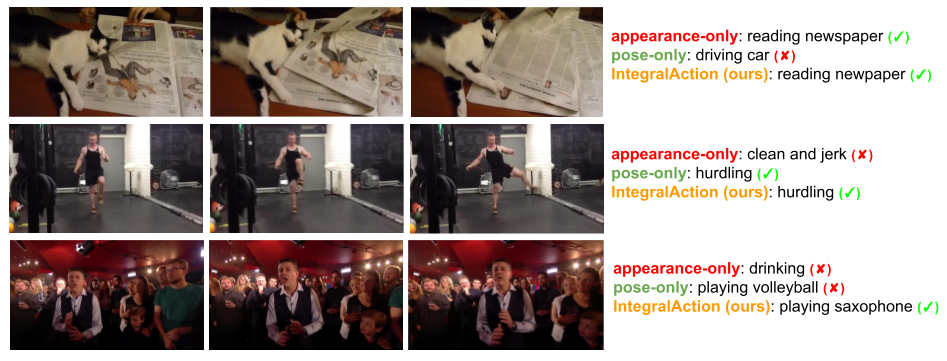 appearance-only: reading newspaper (✓)
pose-only: driving car (✘)
IntegralAction (ours): reading newpaper (✓)
appearance-only: clean and jerk (✘)
pose-only: hurdling (✓)
IntegralAction (ours): hurdling (✓)
appearance-only: drinking (✘)
pose-only: playing volleyball (✘)
IntegralAction (ours): playing saxophone (✓)